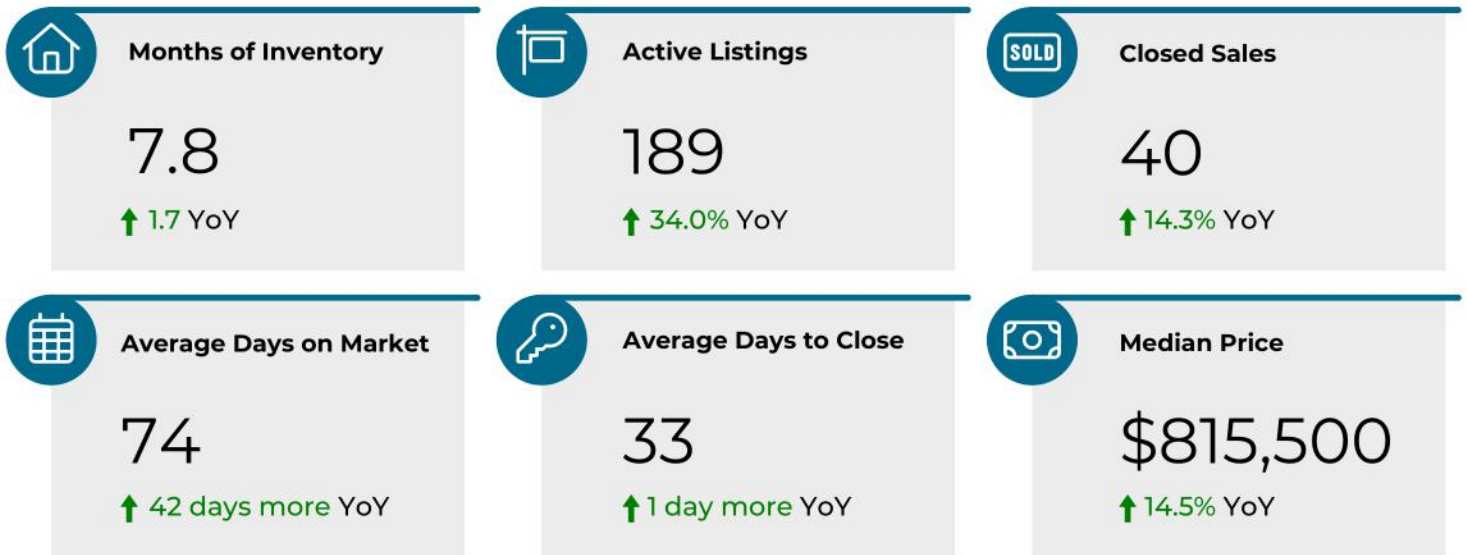 Months of Inventory
7.8
↑ 1.7 YoY
Active Listings
189
↑ 34.0% YoY
SOLD
Closed Sales
40
↑ 14.3% YoY
Average Days on Market
74
↑ 42 days more YoY
Average Days to Close
33
↑ 1 day more YoY
Median Price
$815,500
↑ 14.5% YoY